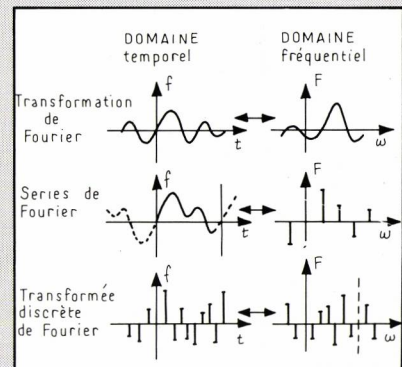 DOMAINE
temporel
DOMAINE
fréquentiel
Transformation
de
Fourier
f
t
F
ω
Series de
Fourier
f
t
F
ω
Transformée
discrète
de Fourier
f
t
F
ω